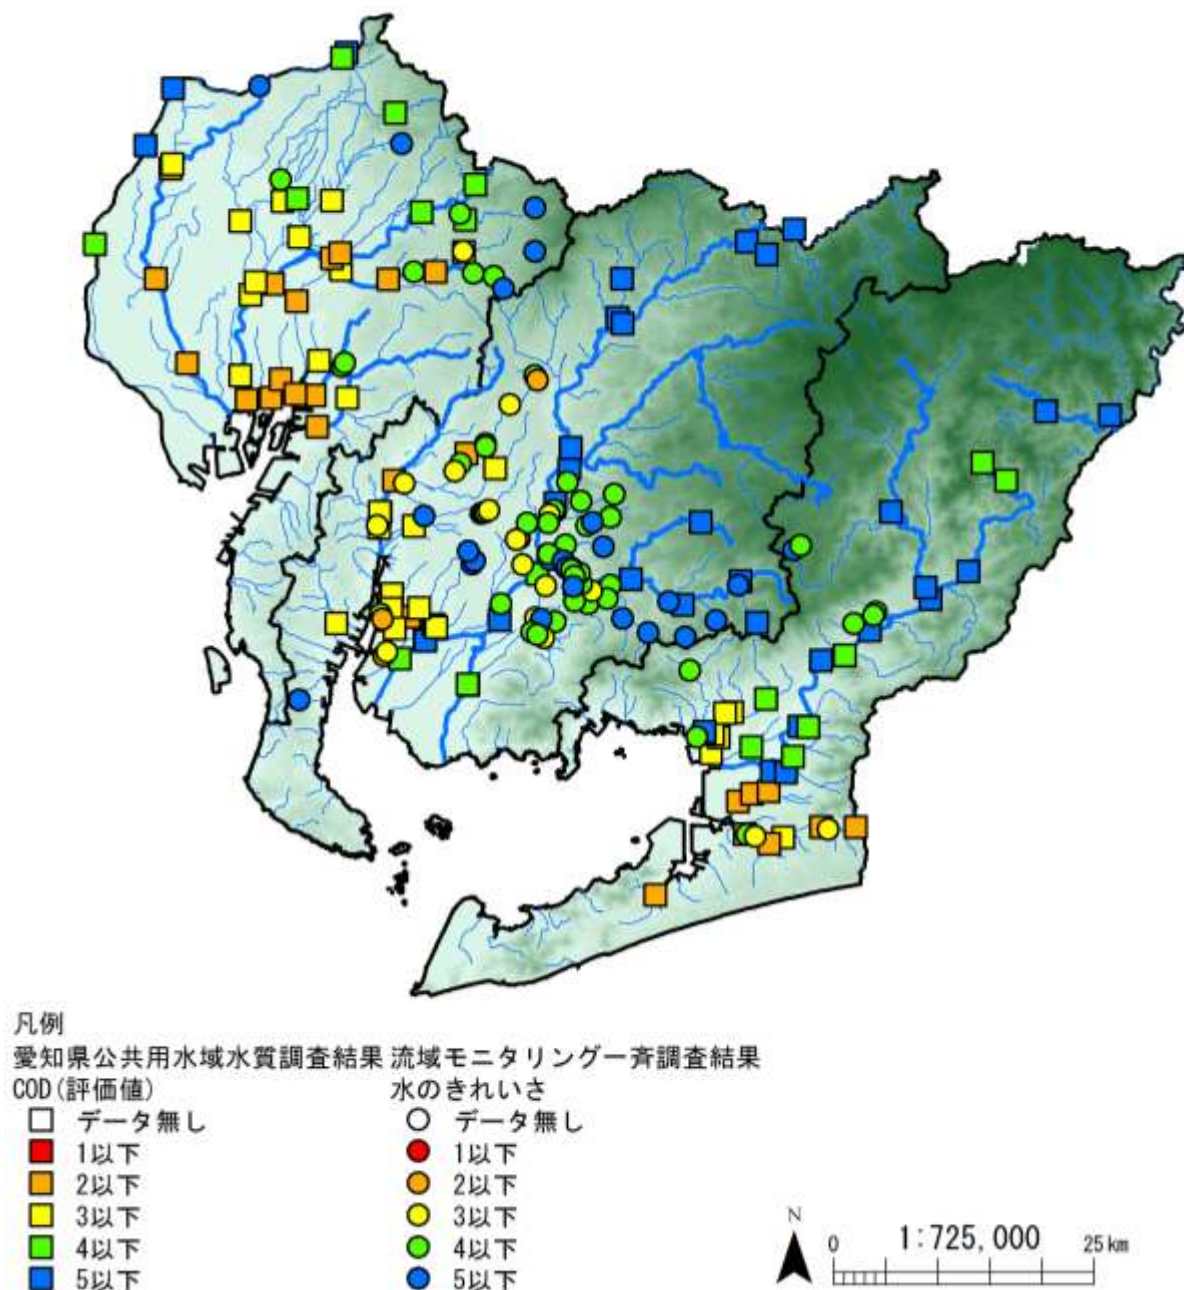 凡例
愛知県公共用水域水質調査結果 流域モニタリング一斉調査結果
COD(評価値) 水のきれいさ
データ無し データ無し
1以下 1以下
2以下 2以下
3以下 3以下
4以下 4以下
5以下 5以下
N
0 1:725,000 25km